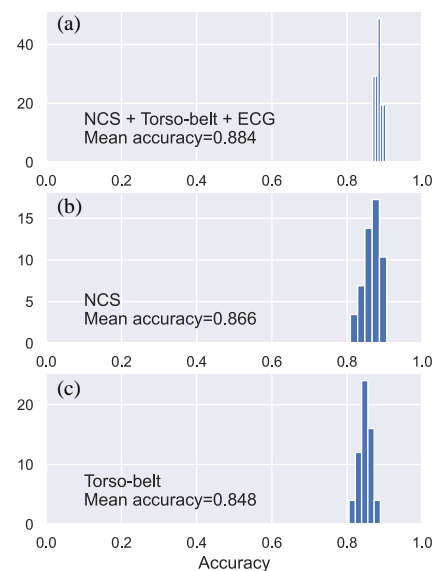 (a)
40
20
0
NCS + Torso-belt + ECG
Mean accuracy=0.884
0.0 0.2 0.4 0.6 0.8 1.0
(b)
15
10
5
0
NCS
Mean accuracy=0.866
0.0 0.2 0.4 0.6 0.8 1.0
(c)
20
10
0
Torso-belt
Mean accuracy=0.848
0.0 0.2 0.4 0.6 0.8 1.0
Accuracy